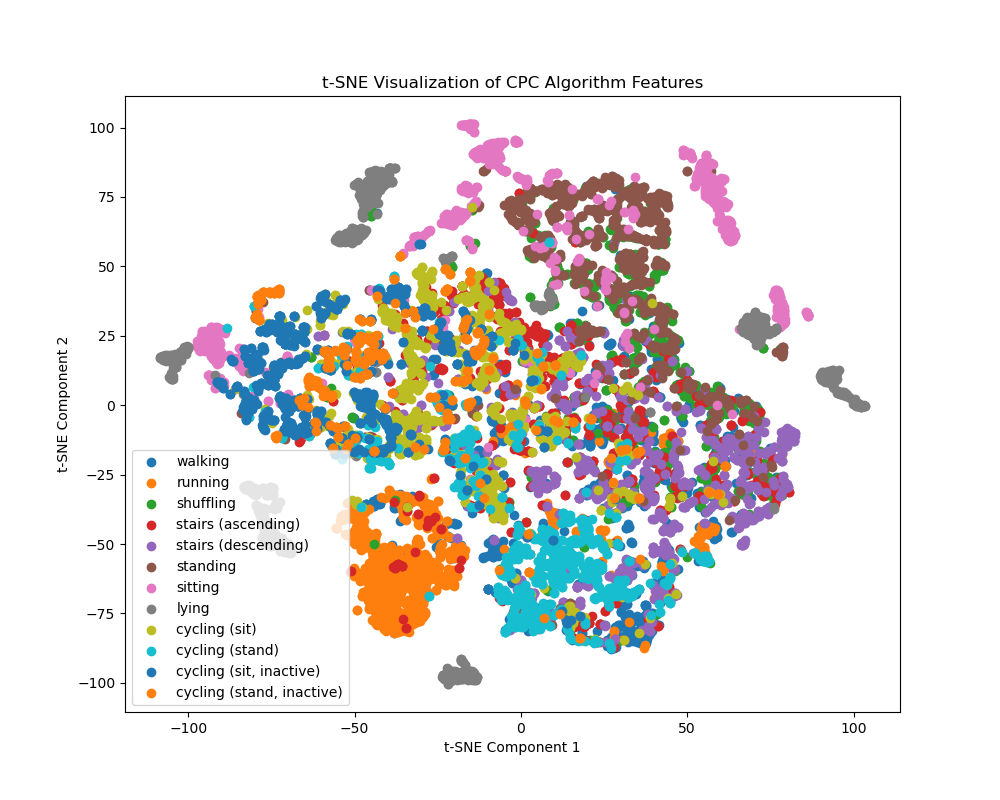 t-SNE Visualization of CPC Algorithm Features
100
75
50
25
0
−25
−50
−75
−100
t-SNE Component 2
walking
running
shuffling
stairs (ascending)
stairs (descending)
standing
sitting
lying
cycling (sit)
cycling (stand)
cycling (sit, inactive)
cycling (stand, inactive)
−100
−50
0
50
100
t-SNE Component 1